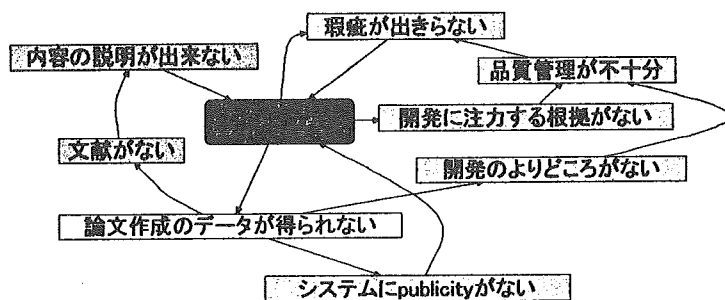 瑕疵が出きらない
内容の説明が出来ない
品質管理が不十分
開発に注力する根拠がない
文献がない
開発のよりどころがない
論文作成のデータが得られない
システムにpublicityがない